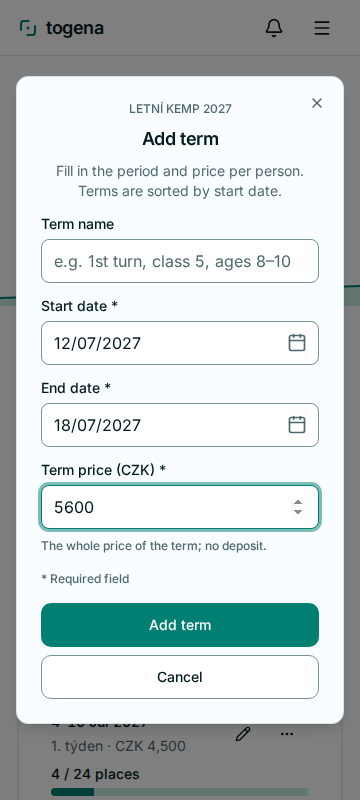 togena
LETNÍ KEMP 2027
Add term
Fill in the period and price per person.
Terms are sorted by start date.
Term name
e.g. 1st turn, class 5, ages 8–10
Start date *
12/07/2027
End date *
18/07/2027
Term price (CZK) *
5600
The whole price of the term; no deposit.
* Required field
Add term
Cancel
2027
1. týden · CZK 4,500
4 / 24 places